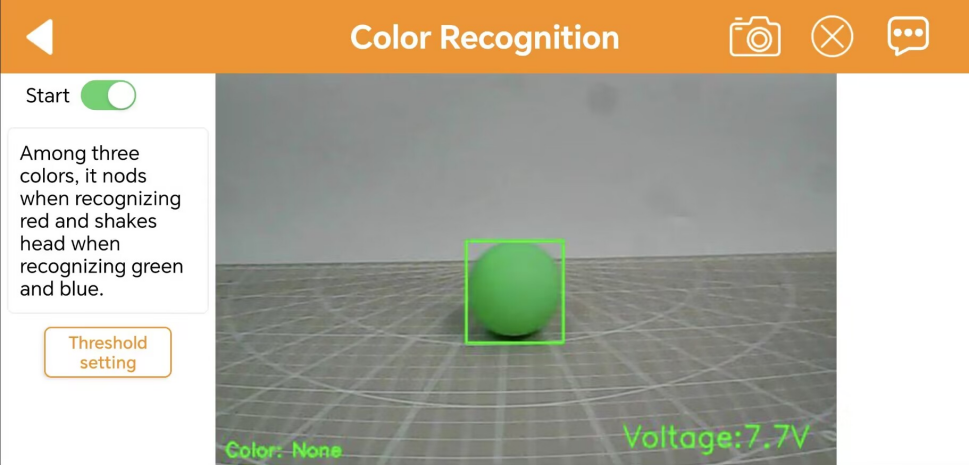 Color Recognition
Start
Among three
colors, it nods
when recognizing
red and shakes
head when
recognizing green
and blue.
Threshold
setting
Color: None
Voltage:7.7V